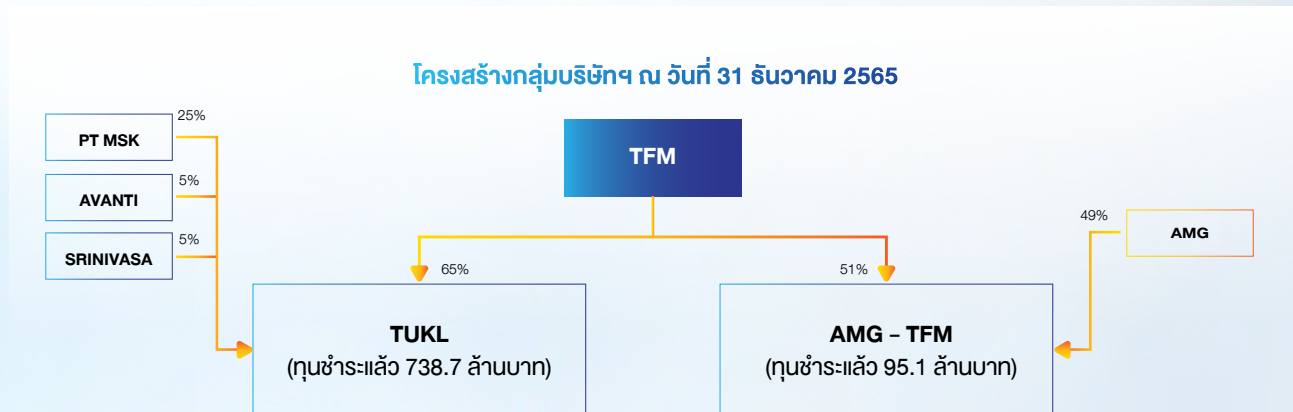 โครงสร้างกลุ่มบริษัทฯ ณ วันที่ 31 ธันวาคม 2565
25%
PT MSK
TFM
5%
AVANTI
49%
AMG
5%
SRINIVASA
65%
51%
TUKL
(ทุนชำระแล้ว 738.7 ล้านบาท)
AMG – TFM
(ทุนชำระแล้ว 95.1 ล้านบาท)